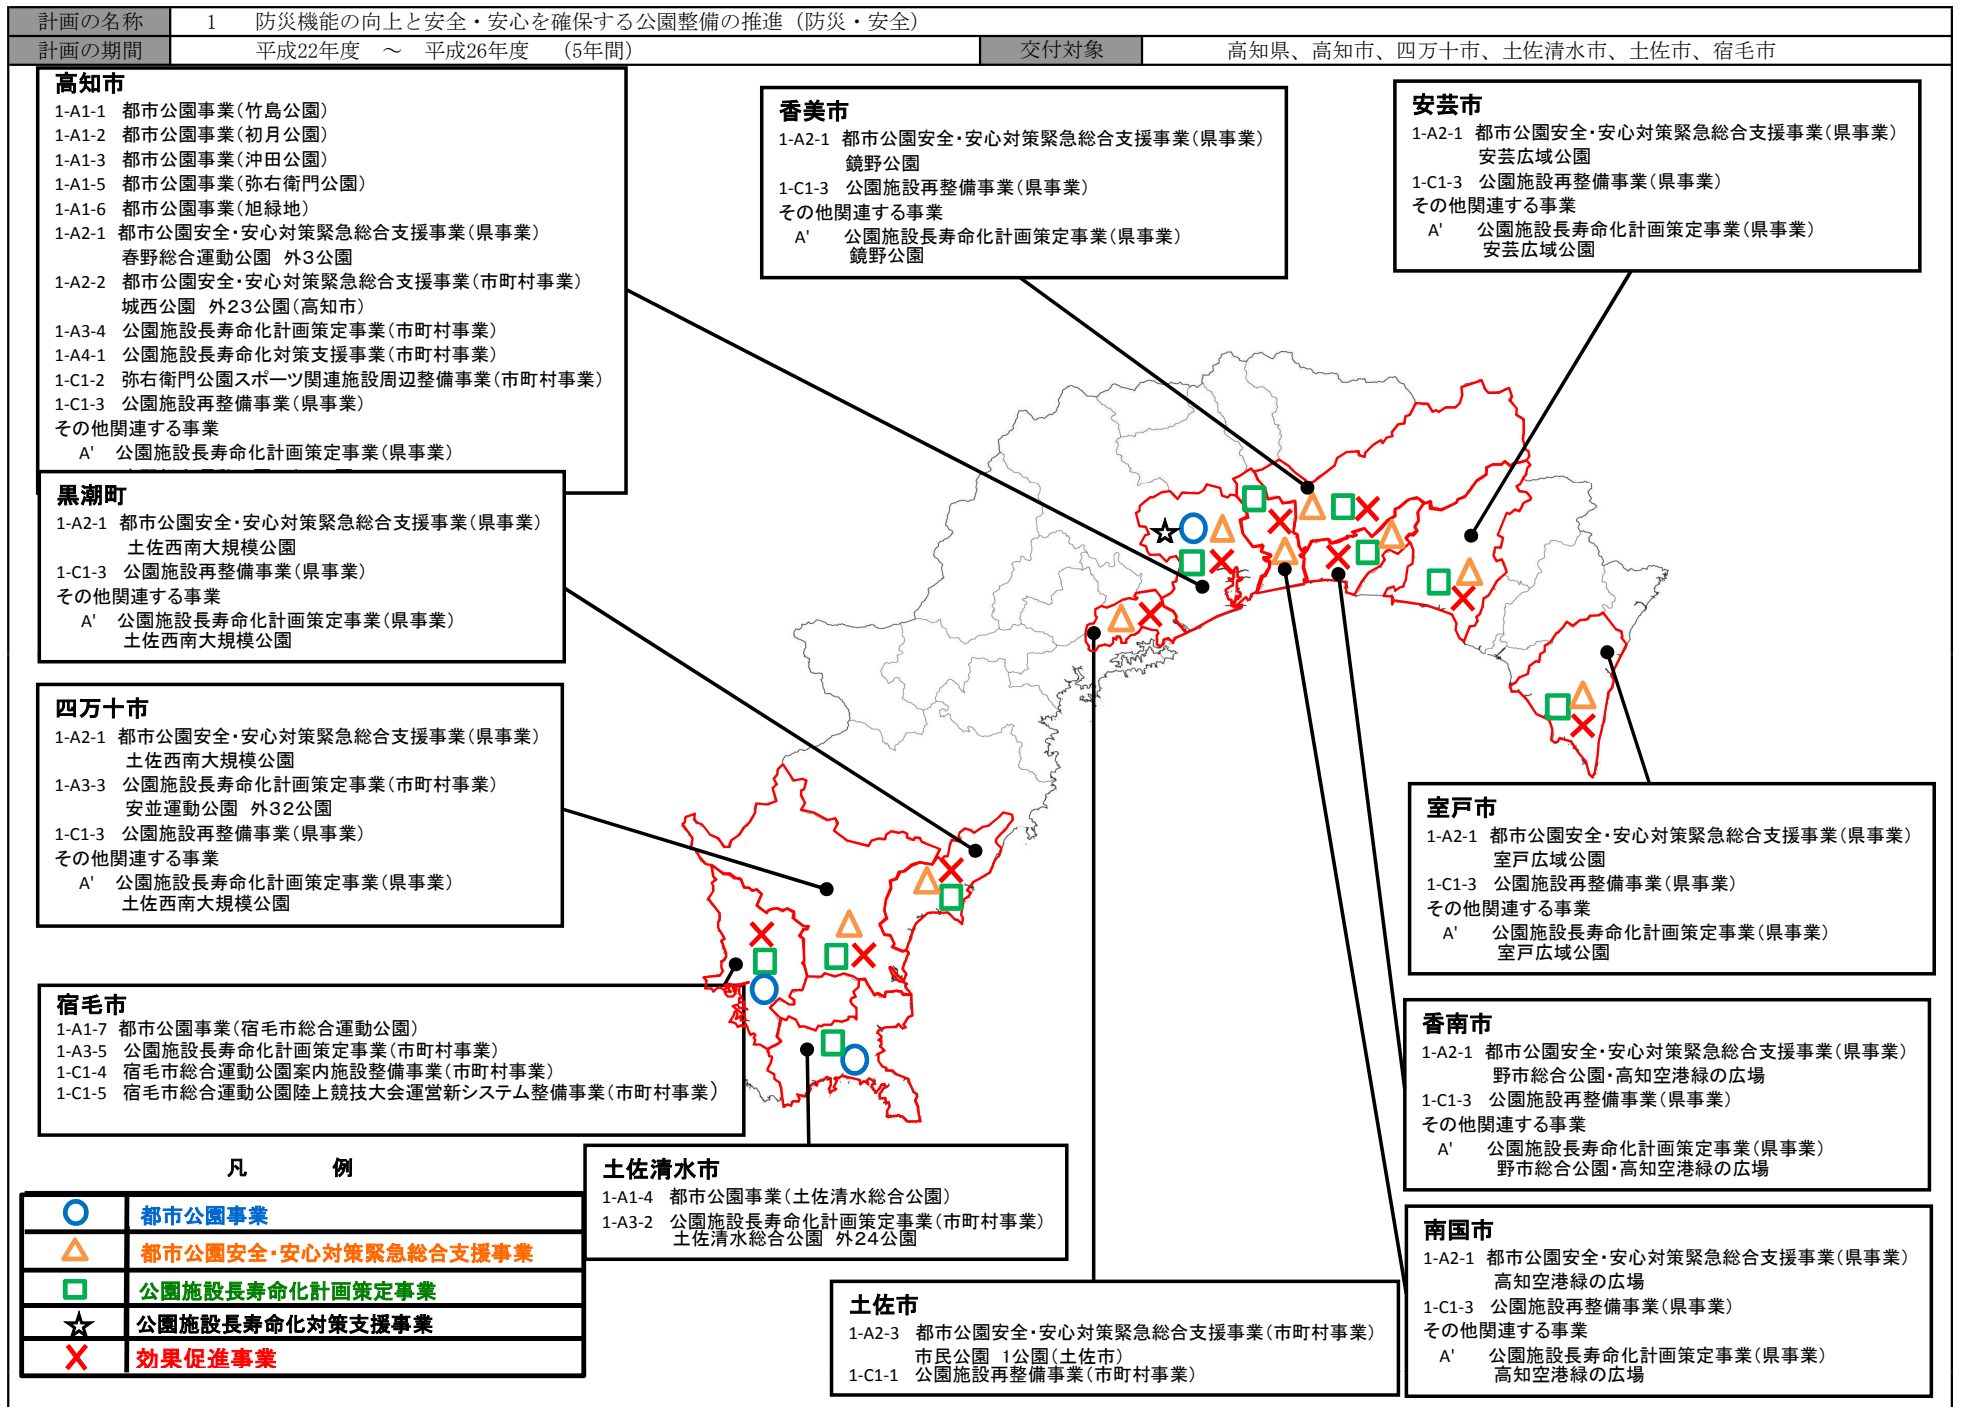 計画の名称 1 防災機能の向上と安全・安心を確保する公園整備の推進（防災・安全）
計画の期間 平成22年度 ～ 平成26年度 （5年間） 交付対象 高知県、高知市、四万十市、土佐清水市、土佐市、宿毛市
高知市
1-A1-1 都市公園事業（竹島公園）
1-A1-2 都市公園事業（初月公園）
1-A1-3 都市公園事業（沖田公園）
1-A1-5 都市公園事業（弥右衛門公園）
1-A1-6 都市公園事業（旭緑地）
1-A2-1 都市公園安全・安心対策緊急総合支援事業（県事業）
春野総合運動公園 外3公園
1-A2-2 都市公園安全・安心対策緊急総合支援事業（市町村事業）
城西公園 外23公園（高知市）
1-A3-4 公園施設長寿命化計画策定事業（市町村事業）
1-A4-1 公園施設長寿命化対策支援事業（市町村事業）
1-C1-2 弥右衛門公園スポーツ関連施設周辺整備事業（市町村事業）
1-C1-3 公園施設再整備事業（県事業）
その他関連する事業
A' 公園施設長寿命化計画策定事業（県事業）
香美市
1-A2-1 都市公園安全・安心対策緊急総合支援事業（県事業）
鏡野公園
1-C1-3 公園施設再整備事業（県事業）
その他関連する事業
A' 公園施設長寿命化計画策定事業（県事業）
鏡野公園
安芸市
1-A2-1 都市公園安全・安心対策緊急総合支援事業（県事業）
安芸広域公園
1-C1-3 公園施設再整備事業（県事業）
その他関連する事業
A' 公園施設長寿命化計画策定事業（県事業）
安芸広域公園
黒潮町
1-A2-1 都市公園安全・安心対策緊急総合支援事業（県事業）
土佐西南大規模公園
1-C1-3 公園施設再整備事業（県事業）
その他関連する事業
A' 公園施設長寿命化計画策定事業（県事業）
土佐西南大規模公園
四万十市
1-A2-1 都市公園安全・安心対策緊急総合支援事業（県事業）
土佐西南大規模公園
1-A3-3 公園施設長寿命化計画策定事業（市町村事業）
安並運動公園 外32公園
1-C1-3 公園施設再整備事業（県事業）
その他関連する事業
A' 公園施設長寿命化計画策定事業（県事業）
土佐西南大規模公園
宿毛市
1-A1-7 都市公園事業（宿毛市総合運動公園）
1-A3-5 公園施設長寿命化計画策定事業（市町村事業）
1-C1-4 宿毛市総合運動公園案内施設整備事業（市町村事業）
1-C1-5 宿毛市総合運動公園陸上競技大会運営新システム整備事業（市町村事業）
室戸市
1-A2-1 都市公園安全・安心対策緊急総合支援事業（県事業）
室戸広域公園
1-C1-3 公園施設再整備事業（県事業）
その他関連する事業
A' 公園施設長寿命化計画策定事業（県事業）
室戸広域公園
香南市
1-A2-1 都市公園安全・安心対策緊急総合支援事業（県事業）
野市総合公園・高知空港緑の広場
1-C1-3 公園施設再整備事業（県事業）
その他関連する事業
A' 公園施設長寿命化計画策定事業（県事業）
野市総合公園・高知空港緑の広場
南国市
1-A2-1 都市公園安全・安心対策緊急総合支援事業（県事業）
高知空港緑の広場
1-C1-3 公園施設再整備事業（県事業）
その他関連する事業
A' 公園施設長寿命化計画策定事業（県事業）
高知空港緑の広場
土佐清水市
1-A1-4 都市公園事業（土佐清水総合公園）
1-A3-2 公園施設長寿命化計画策定事業（市町村事業）
土佐清水総合公園 外24公園
土佐市
1-A2-3 都市公園安全・安心対策緊急総合支援事業（市町村事業）
市民公園 1公園（土佐市）
1-C1-1 公園施設再整備事業（市町村事業）
凡 例
都市公園事業
都市公園安全・安心対策緊急総合支援事業
公園施設長寿命化計画策定事業
公園施設長寿命化対策支援事業
効果促進事業